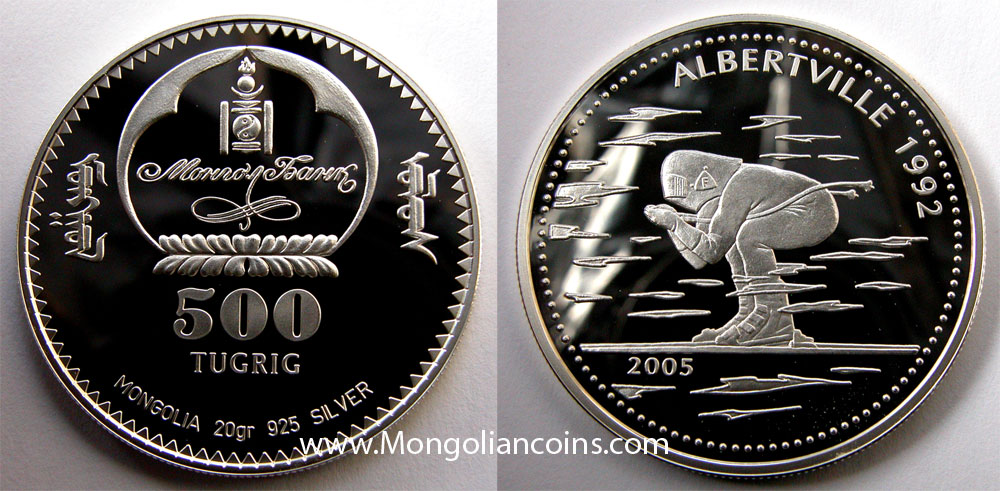 Монгол Банк
500
TUGRIG
MONGOLIA 20gr 925 SILVER
ALBERTVILLE 1992
2005
www.Mongoliancoins.com